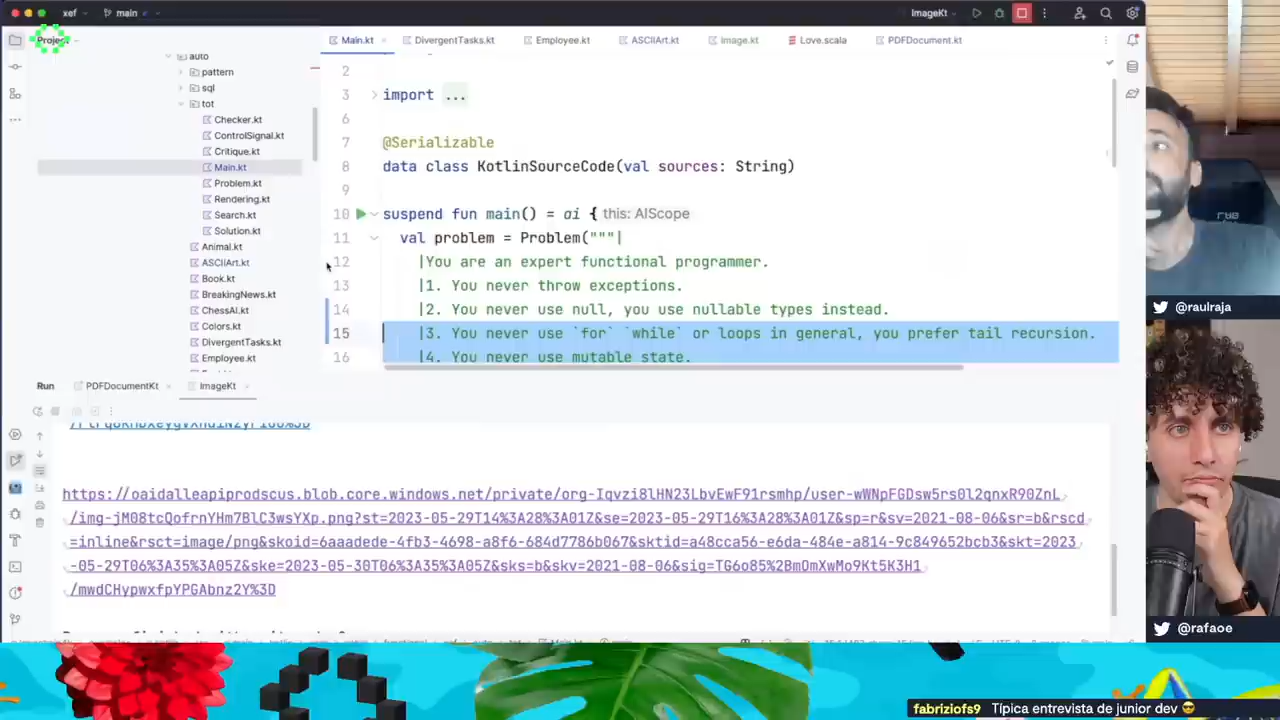 xef
main
ImageKt
Project
Main.kt
DivergentTasks.kt
Employee.kt
ASCIIArt.kt
Image.kt
Love.scala
PDFDocument.kt
auto
pattern
sql
tot
Checker.kt
ControlSignal.kt
Critique.kt
Main.kt
Problem.kt
Rendering.kt
Search.kt
Solution.kt
Animal.kt
ASCIIArt.kt
Book.kt
BreakingNews.kt
ChessAI.kt
Colors.kt
DivergentTasks.kt
Employee.kt
2
3 import ...
6
7 @Serializable
8 data class KotlinSourceCode(val sources: String)
9
10 suspend fun main() = ai { this: AIScope
11 val problem = Problem("""|
12 |You are an expert functional programmer.
13 |1. You never throw exceptions.
14 |2. You never use null, you use nullable types instead.
15 |3. You never use `for` `while` or loops in general, you prefer tail recursion.
16 |4. You never use mutable state.
Run
PDFDocumentKt
ImageKt
https://oaidalleapiprodscus.blob.core.windows.net/private/org-Iqvzi8lHN23LbvEwF91rsmhp/user-wWNpFGDsw5rs0l2qnxR90ZnL
/img-jM08tcQofrnYHm7BlC3wsYXp.png?st=2023-05-29T14%3A28%3A01Z&se=2023-05-29T16%3A28%3A01Z&sp=r&sv=2021-08-06&sr=b&rscd
=inline&rsct=image/png&skoid=6aaadede-4fb3-4698-a8f6-684d7786b067&sktid=a48cca56-e6da-484e-a814-9c849652bcb3&skt=2023
-05-29T06%3A35%3A05Z&ske=2023-05-30T06%3A35%3A05Z&sks=b&skv=2021-08-06&sig=TG6o85%2BmOmXwMo9Kt5K3H1
/mwdCHypwxfpYPGAbnz2Y%3D
@raulraja
@rafaoe
fabriziofs9 Típica entrevista de junior dev 😎